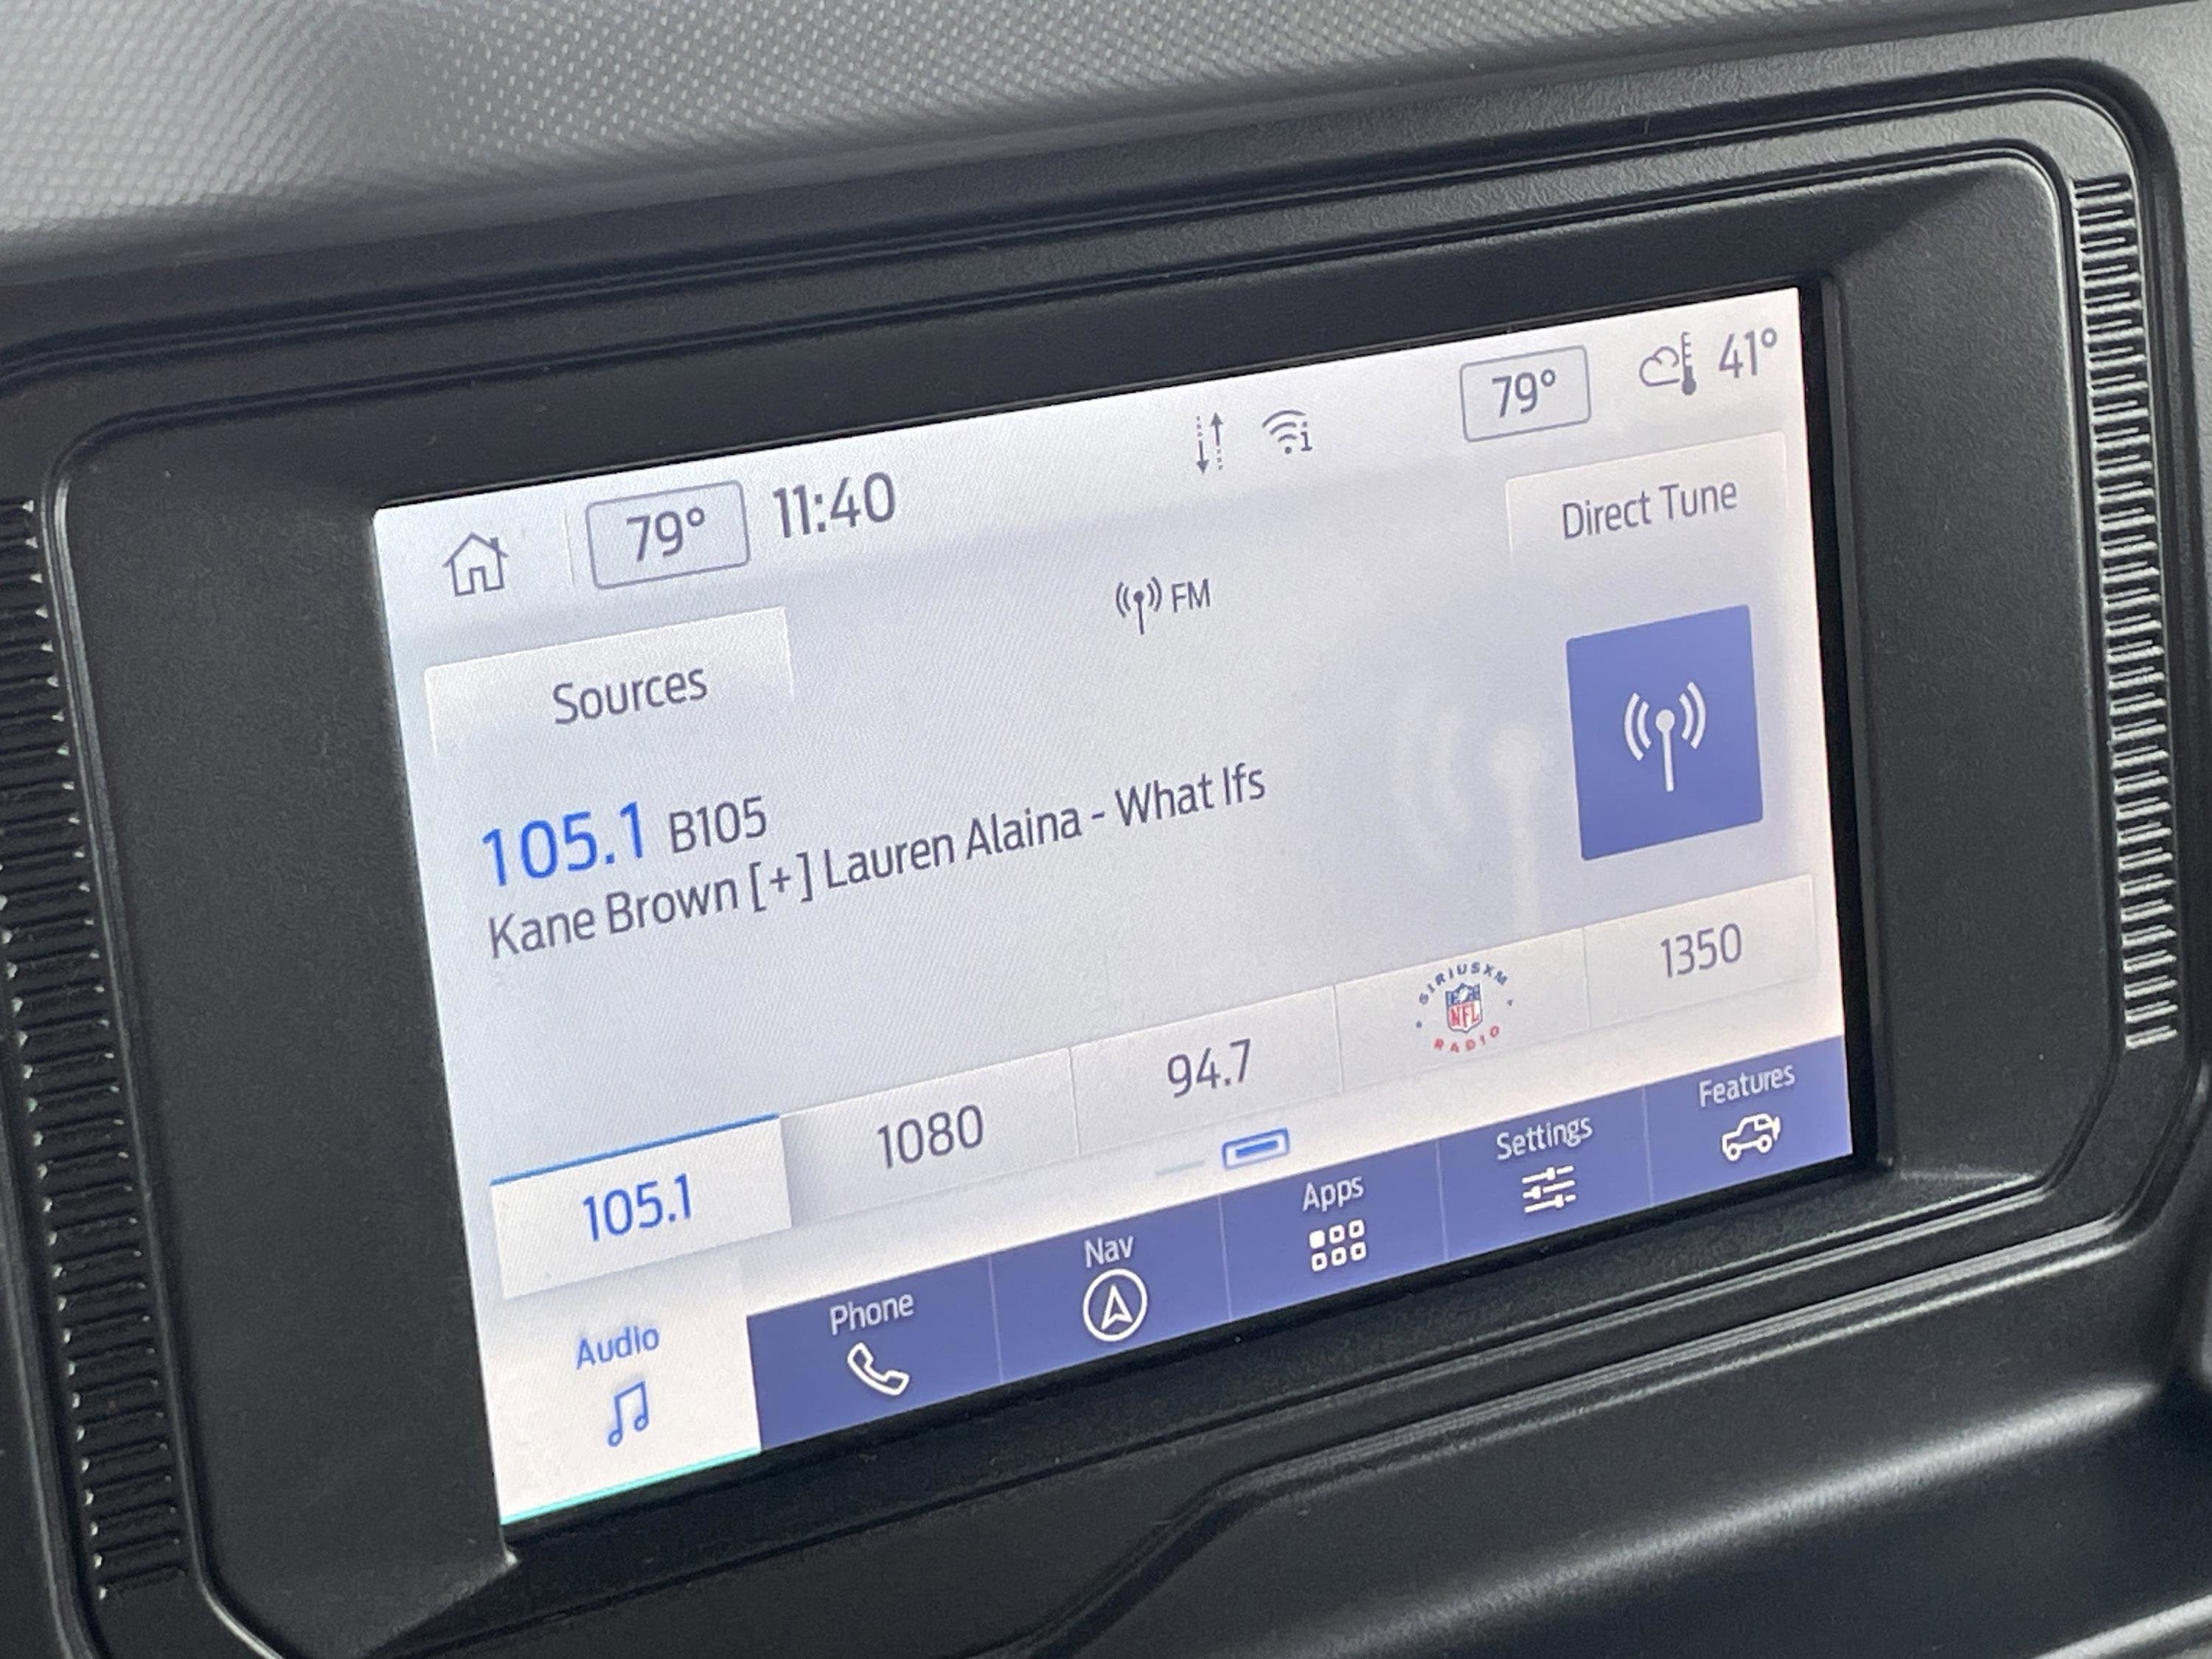 79° 11:40 79° 41°
Sources
FM
Direct Tune
105.1 B105
Kane Brown [+] Lauren Alaina - What Ifs
105.1
1080
94.7
SIRIUSXM
NFL
RADIO
1350
Audio
Phone
Nav
Apps
Settings
Features